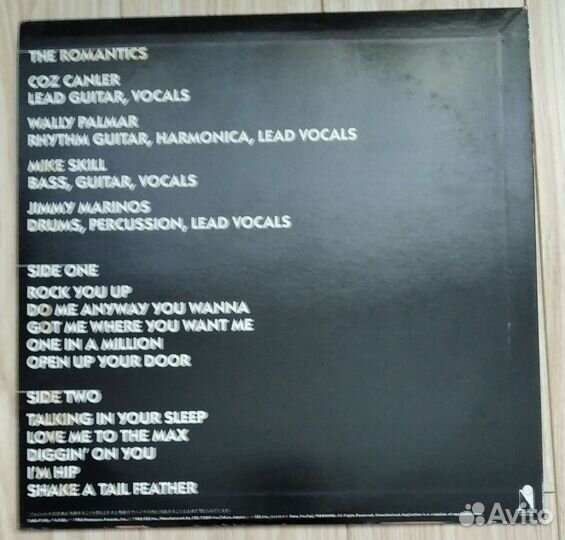 THE ROMANTICS
COZ CANLER
LEAD GUITAR, VOCALS
WALLY PALMAR
RHYTHM GUITAR, HARMONICA, LEAD VOCALS
MIKE SKILL
BASS, GUITAR, VOCALS
JIMMY MARINOS
DRUMS, PERCUSSION, LEAD VOCALS
SIDE ONE
ROCK YOU UP
DO ME ANYWAY YOU WANNA
GOT ME WHERE YOU WANT ME
ONE IN A MILLION
OPEN UP YOUR DOOR
SIDE TWO
TALKING IN YOUR SLEEP
LOVE ME TO THE MAX
DIGGIN' ON YOU
I'M HIP
SHAKE A TAIL FEATHER
Avito